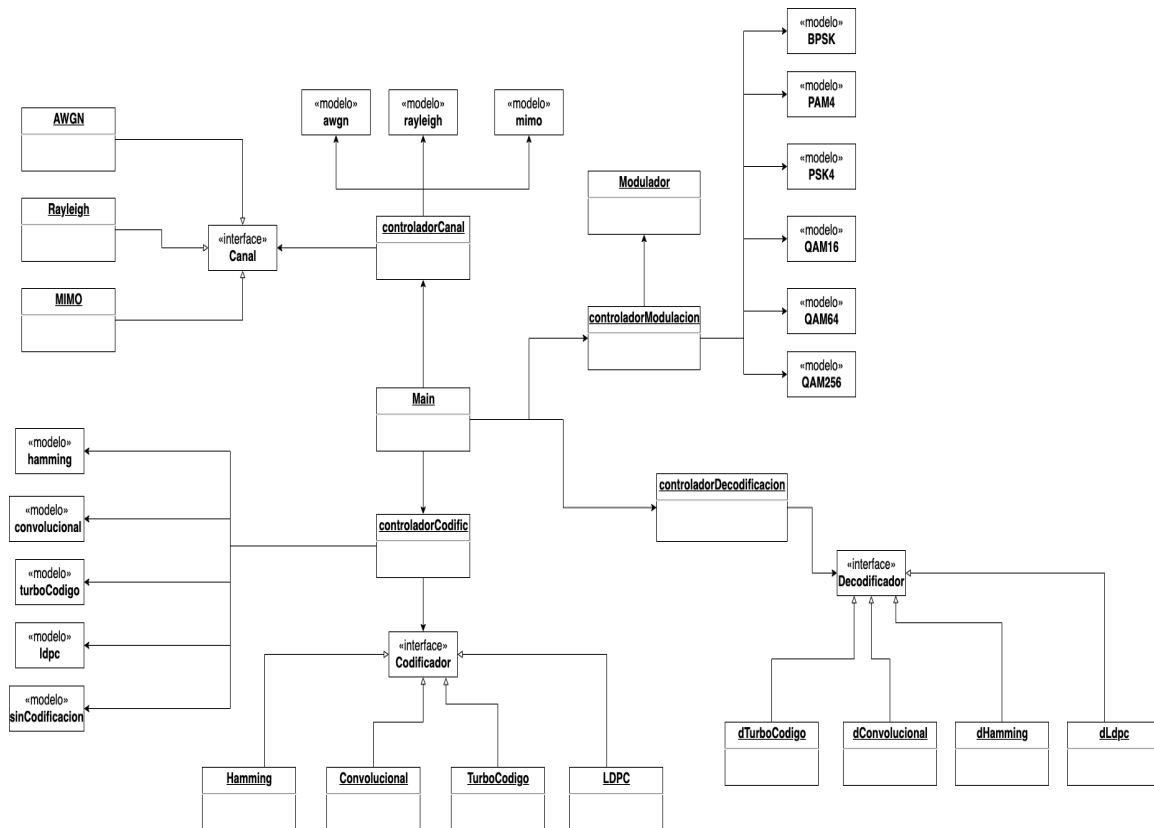 «modelo»
BPSK
«modelo»
PAM4
«modelo»
PSK4
«modelo»
QAM16
«modelo»
QAM64
«modelo»
QAM256
«modelo»
awgn
«modelo»
rayleigh
«modelo»
mimo
AWGN
Rayleigh
MIMO
«interface»
Canal
controladorCanal
Modulador
controladorModulacion
Main
«modelo»
hamming
«modelo»
convolucional
«modelo»
turboCodigo
«modelo»
ldpc
«modelo»
sinCodificacion
controladorCodific
controladorDecodificacion
«interface»
Decodificador
«interface»
Codificador
dTurboCodigo
dConvolucional
dHamming
dLdpc
Hamming
Convolucional
TurboCodigo
LDPC